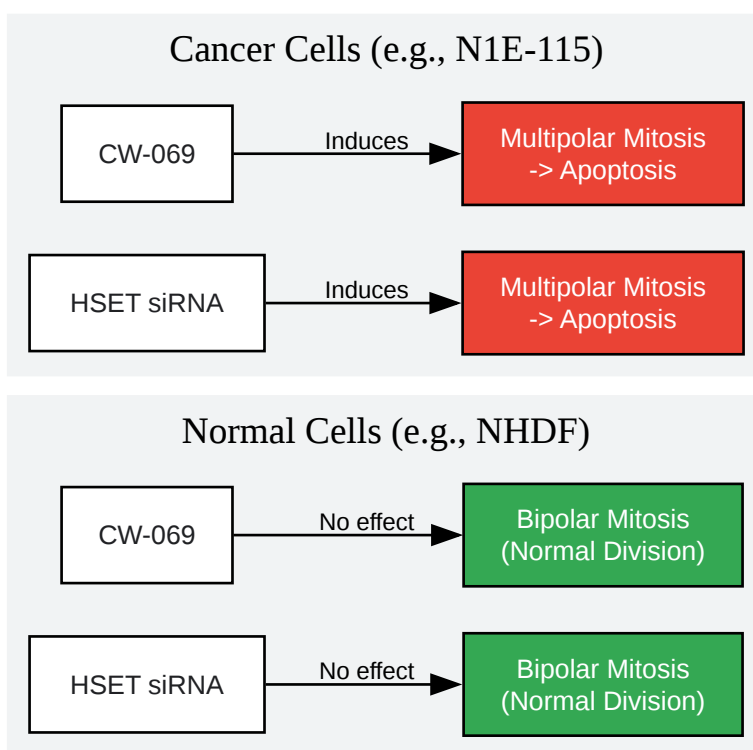 Cancer Cells (e.g., N1E-115)
CW-069
Induces
Multipolar Mitosis
-> Apoptosis
HSET siRNA
Induces
Multipolar Mitosis
-> Apoptosis
Normal Cells (e.g., NHDF)
CW-069
No effect
Bipolar Mitosis
(Normal Division)
HSET siRNA
No effect
Bipolar Mitosis
(Normal Division)